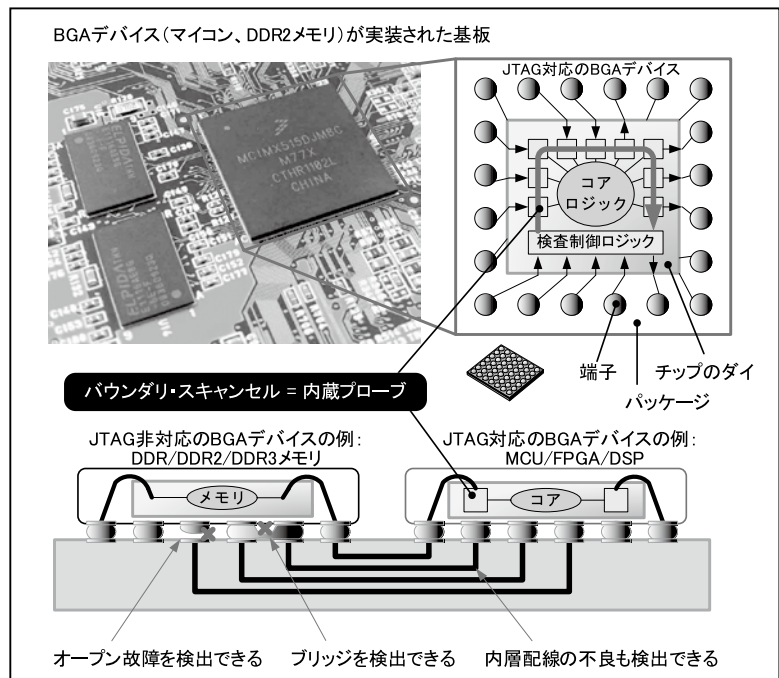 BGAデバイス(マイコン、DDR2メモリ)が実装された基板
ELPIDA
ELPIDA
MCIMX515DJM8C
M77X
CTHR1102L
CHINA
JTAG対応のBGAデバイス
コア
ロジック
検査制御ロジック
端子
チップのダイ
パッケージ
バウンダリ・スキャンセル = 内蔵プローブ
JTAG非対応のBGAデバイスの例:
DDR/DDR2/DDR3メモリ
JTAG対応のBGAデバイスの例:
MCU/FPGA/DSP
メモリ
コア
オープン故障を検出できる
ブリッジを検出できる
内層配線の不良も検出できる